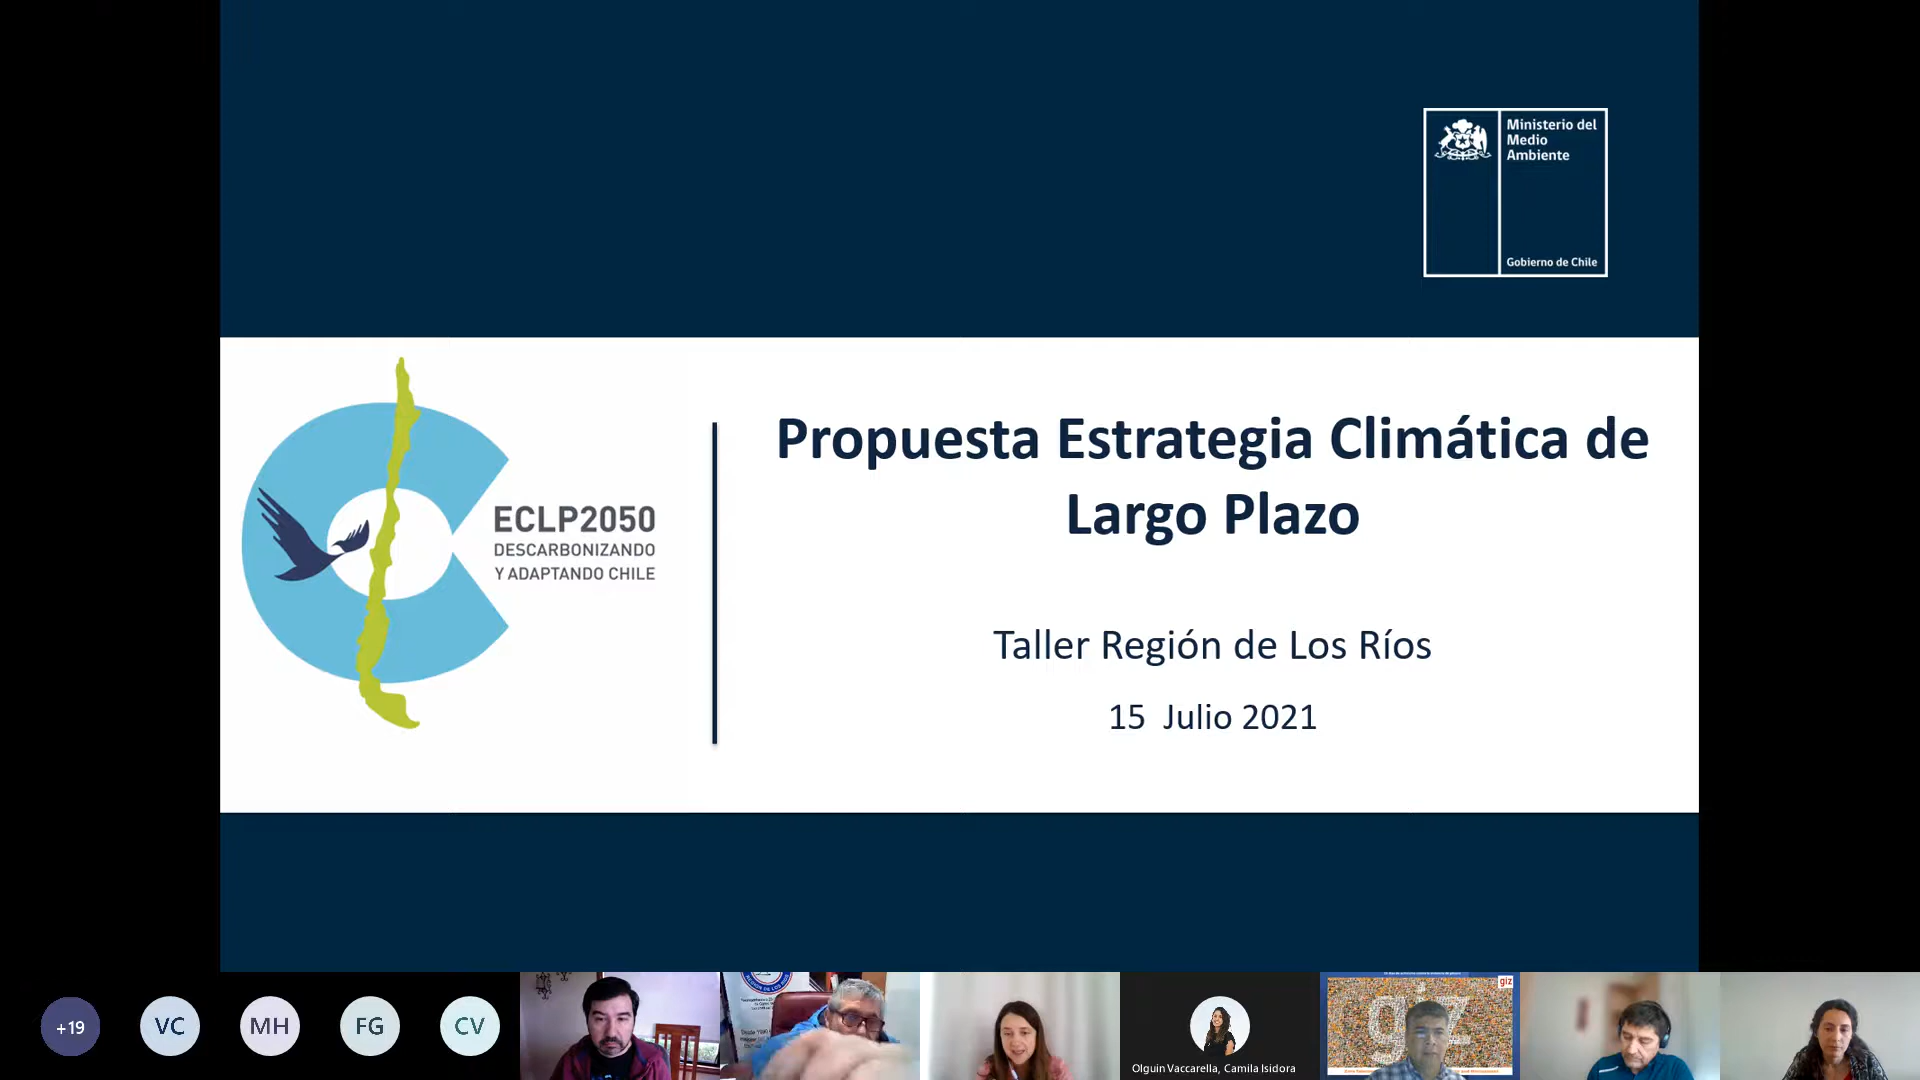 Ministerio del
Medio
Ambiente
Gobierno de Chile
ECLP2050
DESCARBONIZANDO
Y ADAPTANDO CHILE
Propuesta Estrategia Climática de
Largo Plazo
Taller Región de Los Ríos
15 Julio 2021
+19
VC
MH
FG
CV
Olguin Vaccarella, Camila Isidora
giz
giz